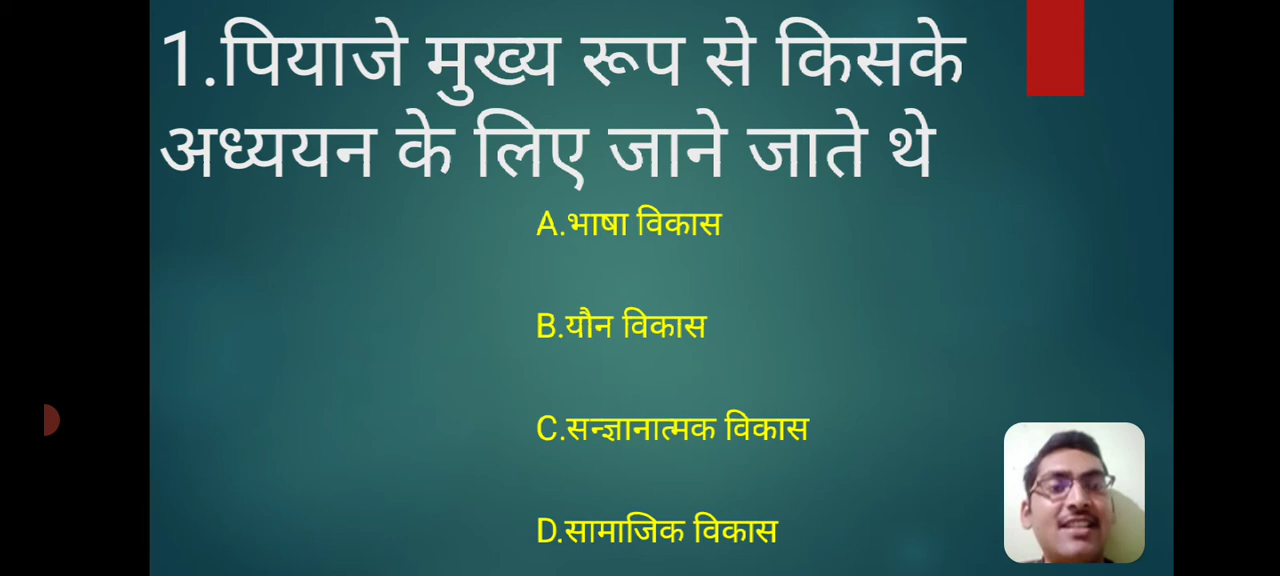 1.पियाजे मुख्य रूप से किसके
अध्ययन के लिए जाने जाते थे
A.भाषा विकास
B.यौन विकास
C.सन्ज्ञानात्मक विकास
D.सामाजिक विकास